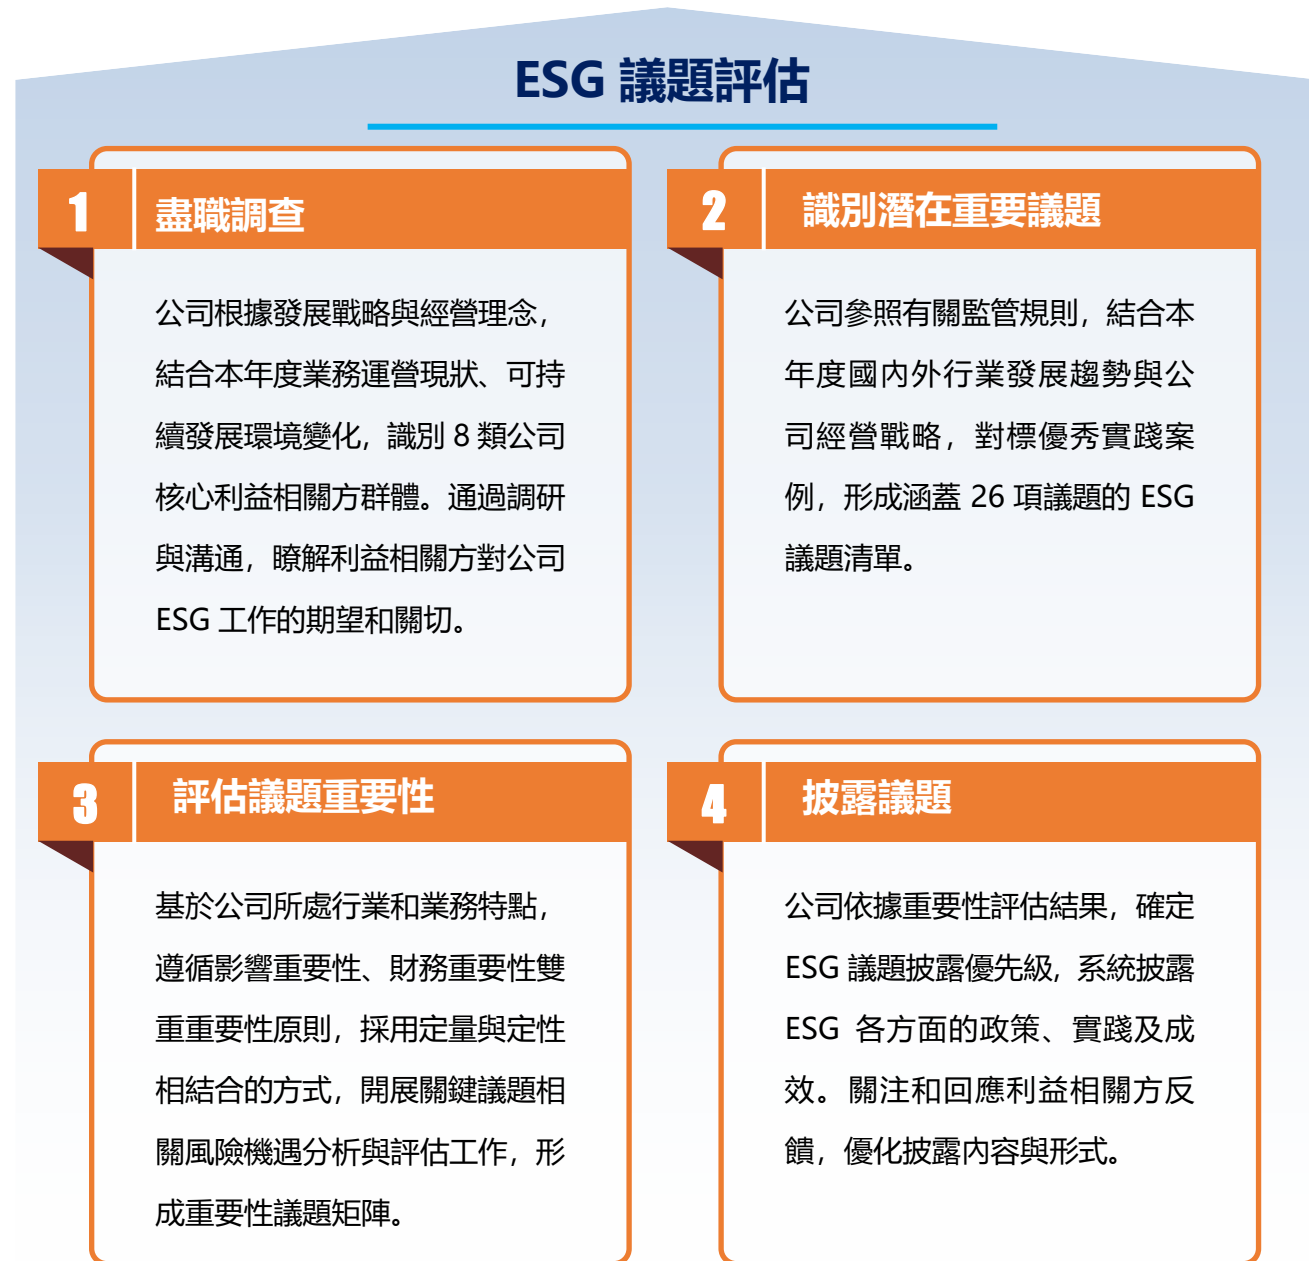 ESG 議題評估
1
盡職調查
公司根據發展戰略與經營理念，
結合本年度業務運營現狀、可持
續發展環境變化，識別 8 類公司
核心利益相關方群體。通過調研
與溝通，瞭解利益相關方對公司
ESG 工作的期望和關切。
2
識別潛在重要議題
公司參照有關監管規則，結合本
年度國內外行業發展趨勢與公
司經營戰略，對標優秀實踐案
例，形成涵蓋 26 項議題的 ESG
議題清單。
3
評估議題重要性
基於公司所處行業和業務特點，
遵循影響重要性、財務重要性雙
重重要性原則，採用定量與定性
相結合的方式，開展關鍵議題相
關風險機遇分析與評估工作，形
成重要性議題矩陣。
4
披露議題
公司依據重要性評估結果，確定
ESG 議題披露優先級，系統披露
ESG 各方面的政策、實踐及成
效。關注和回應利益相關方反
饋，優化披露內容與形式。